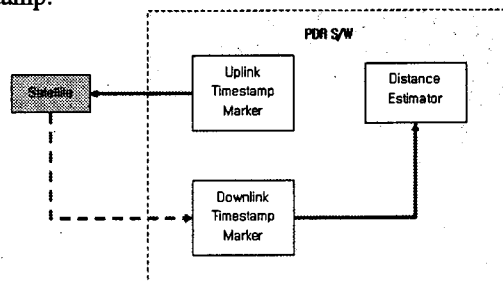 amp.
PDR S/W
Uplink
Timestamp
Marker
Distance
Estimator
Satellite
Downlink
Timestamp
Marker